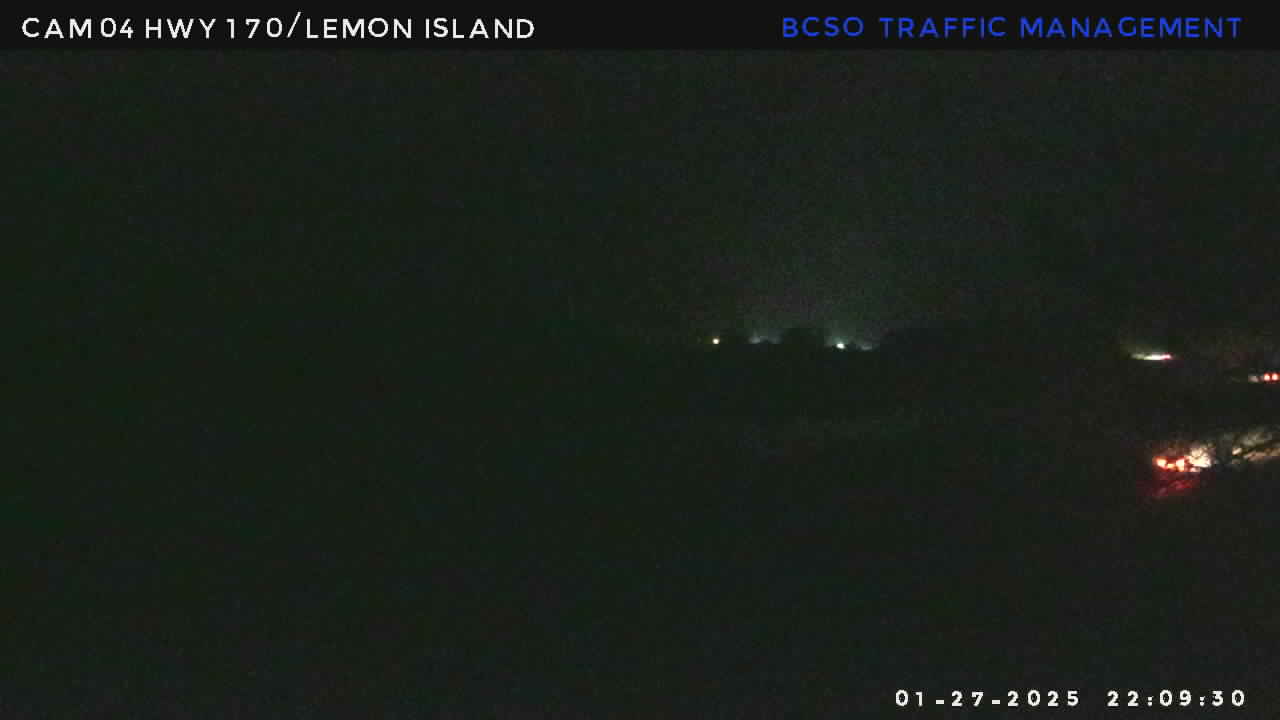 CAM04 HWY 170/LEMON ISLAND
BCSO TRAFFIC MANAGEMENT
01-27-2025 22:09:30